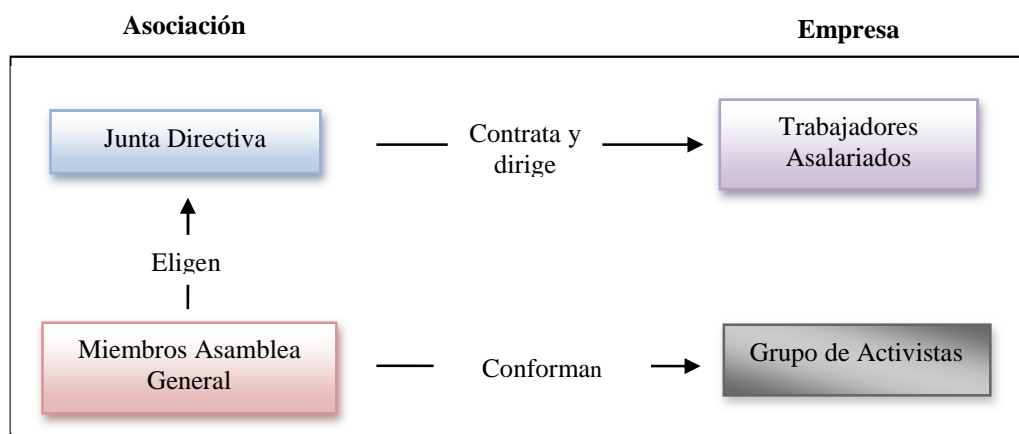 Asociación
Empresa
Junta Directiva
Contrata y
dirige
Trabajadores
Asalariados
Eligen
Miembros Asamblea
General
Conforman
Grupo de Activistas